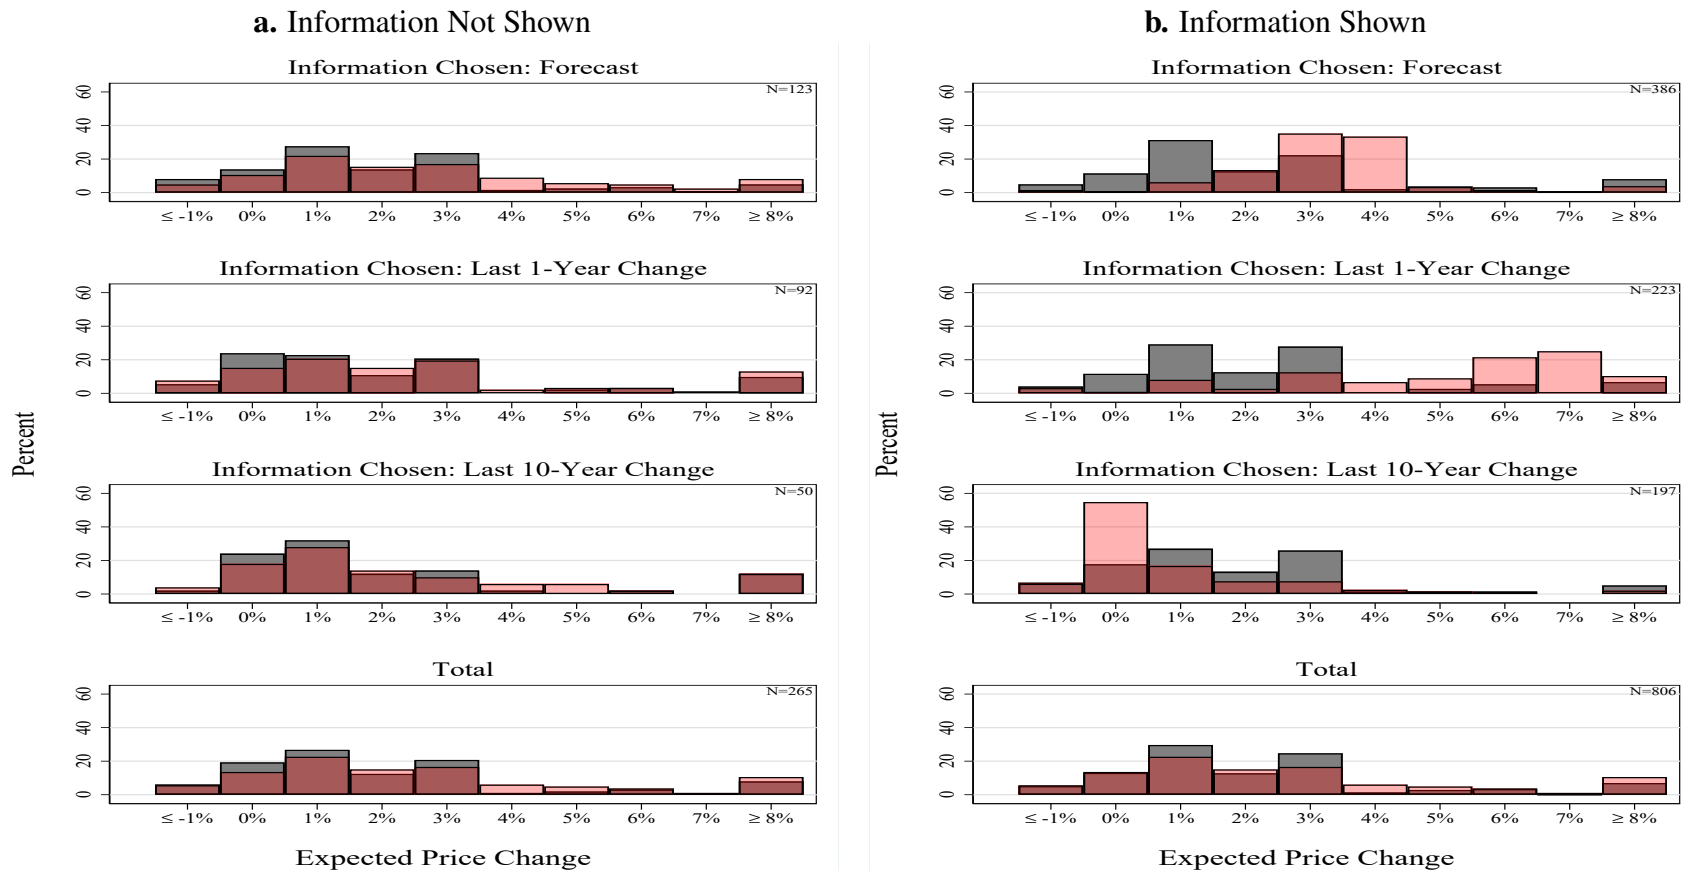 a. Information Not Shown
Percent
Information Chosen: Forecast
N=123
60
40
20
0
≤ -1% 0% 1% 2% 3% 4% 5% 6% 7% ≥ 8%
Information Chosen: Last 1-Year Change
N=92
60
40
20
0
≤ -1% 0% 1% 2% 3% 4% 5% 6% 7% ≥ 8%
Information Chosen: Last 10-Year Change
N=50
60
40
20
0
≤ -1% 0% 1% 2% 3% 4% 5% 6% 7% ≥ 8%
Total
N=265
60
40
20
0
≤ -1% 0% 1% 2% 3% 4% 5% 6% 7% ≥ 8%
Expected Price Change
b. Information Shown
Percent
Information Chosen: Forecast
N=386
60
40
20
0
≤ -1% 0% 1% 2% 3% 4% 5% 6% 7% ≥ 8%
Information Chosen: Last 1-Year Change
N=223
60
40
20
0
≤ -1% 0% 1% 2% 3% 4% 5% 6% 7% ≥ 8%
Information Chosen: Last 10-Year Change
N=197
60
40
20
0
≤ -1% 0% 1% 2% 3% 4% 5% 6% 7% ≥ 8%
Total
N=806
60
40
20
0
≤ -1% 0% 1% 2% 3% 4% 5% 6% 7% ≥ 8%
Expected Price Change